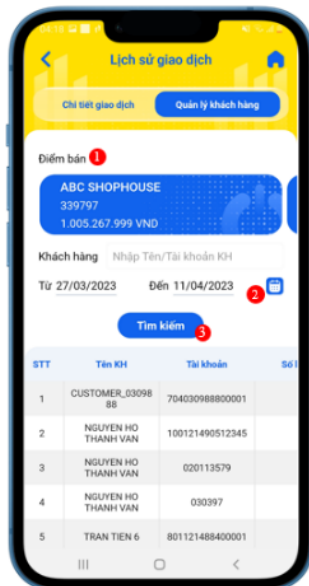 Lịch sử giao dịch
Chi tiết giao dịch
Quản lý khách hàng
Điểm bán 1
ABC SHOPHOUSE
339797
1.005.267.999 VND
Khách hàng Nhập Tên/Tài khoản KH
Từ 27/03/2023 Đến 11/04/2023
2
Tìm kiếm
3
STT Tên KH Tài khoản Số
1 CUSTOMER_03098888 704030988800001
2 NGUYEN HO THANH VAN 100121490512345
3 NGUYEN HO THANH VAN 020113579
4 NGUYEN HO THANH VAN 030397
5 TRAN TIEN 6 801121488400001